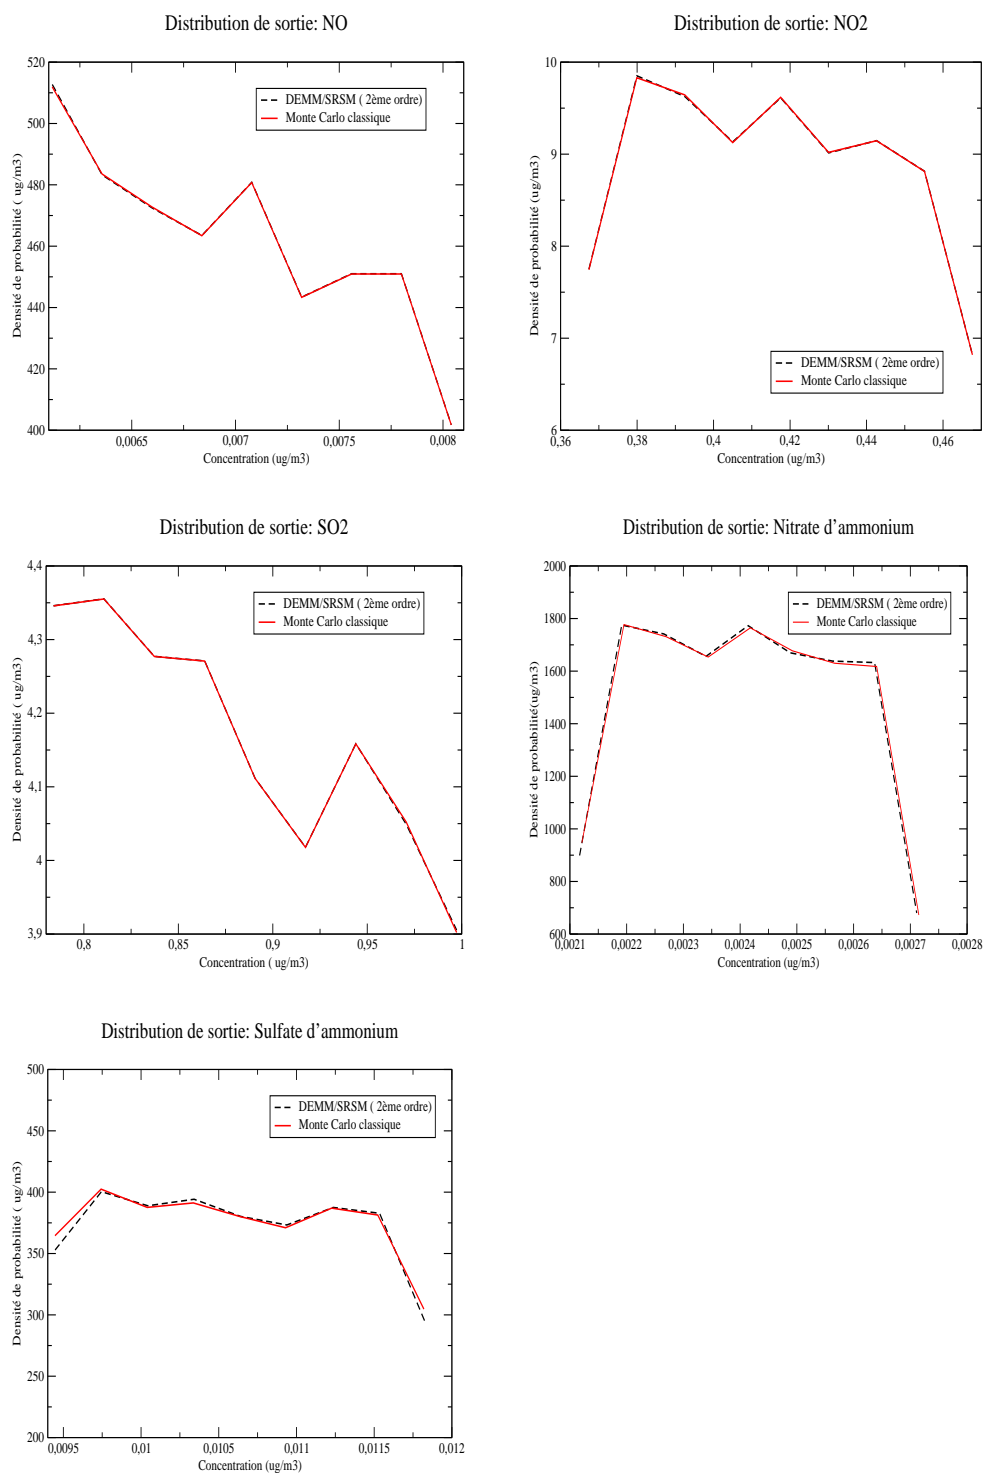 Distribution de sortie: NO
Densité de probabilité ( ug/m3)
520
500
480
460
440
420
400
DEMM/SRSM ( 2ème ordre)
Monte Carlo classique
0,0065 0,007 0,0075 0,008
Concentration (ug/m3)
Distribution de sortie: NO2
Densité de probabilité (ug/m3)
10
9
8
7
6
DEMM/SRSM ( 2ème ordre)
Monte Carlo classique
0,36 0,38 0,4 0,42 0,44 0,46
Concentration (ug/m3)
Distribution de sortie: SO2
Densité de probabilité ( ug/m3)
4,4
4,3
4,2
4,1
4
3,9
DEMM/SRSM ( 2ème ordre)
Monte Carlo classique
0,8 0,85 0,9 0,95 1
Concentration ( ug/m3)
Distribution de sortie: Nitrate d'ammonium
Densité de probabilité(ug/m3)
2000
1800
1600
1400
1200
1000
800
600
DEMM/SRSM ( 2ème ordre)
Monte Carlo classique
0,0021 0,0022 0,0023 0,0024 0,0025 0,0026 0,0027 0,0028
Concentration (ug/m3)
Distribution de sortie: Sulfate d'ammonium
Densité de probabilité ( ug/m3)
500
450
400
350
300
250
200
DEMM/SRSM ( 2ème ordre)
Monte Carlo classique
0,0095 0,01 0,0105 0,011 0,0115 0,012
Concentration (ug/m3)